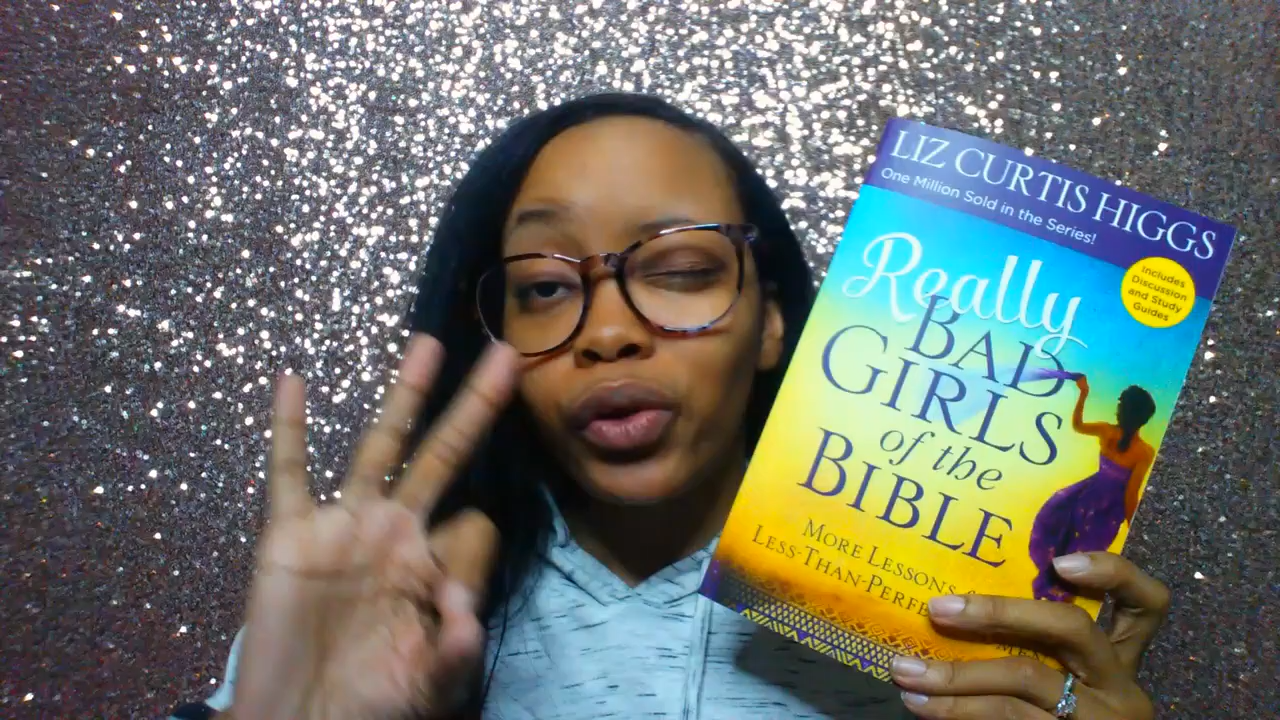 LIZ CURTIS HIGGS
One Million Sold in the Series!
Includes
Discussion
and Study
Guides
Really
BAD
GIRLS
of the
BIBLE
MORE LESSONS
LESS-THAN-PERFE